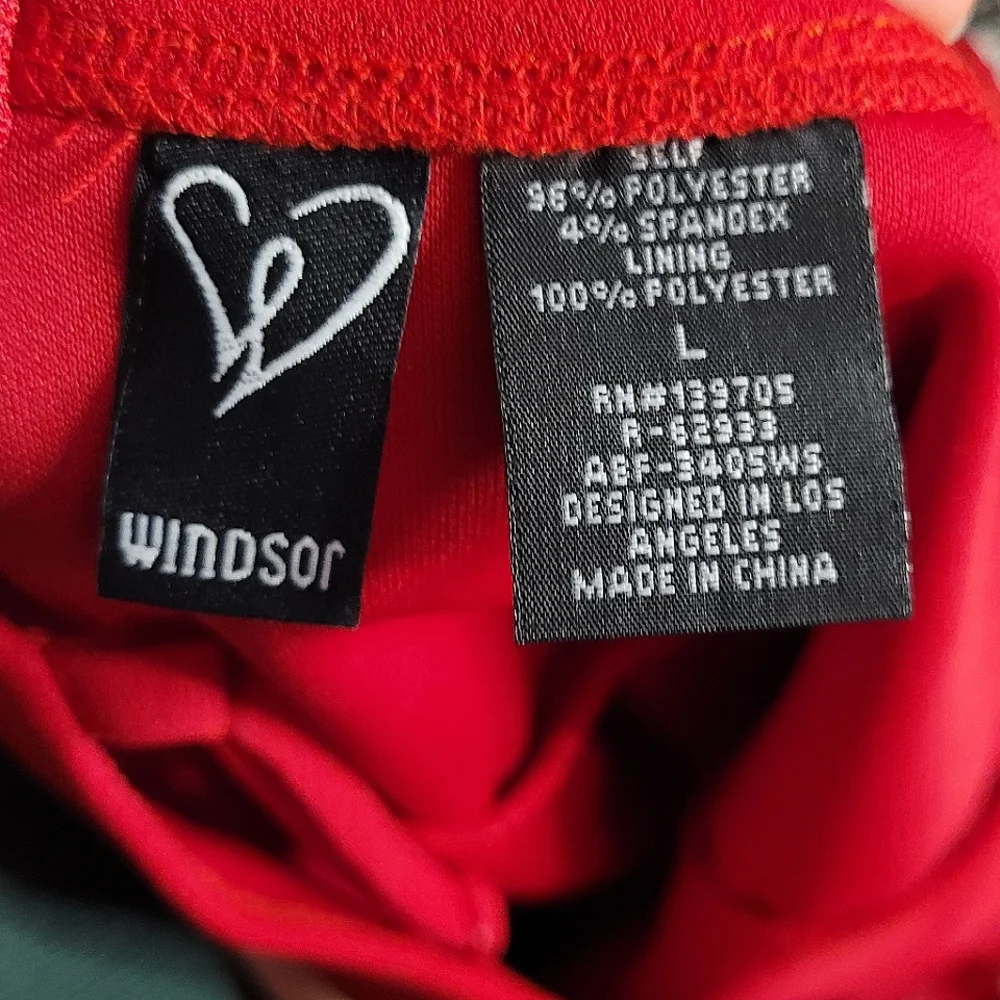 WINDSOR
SELF
96% POLYESTER
4% SPANDEX
LINING
100% POLYESTER
L
RN#139705
ABF-3405WS
DESIGNED IN LOS
ANGELES
MADE IN CHINA